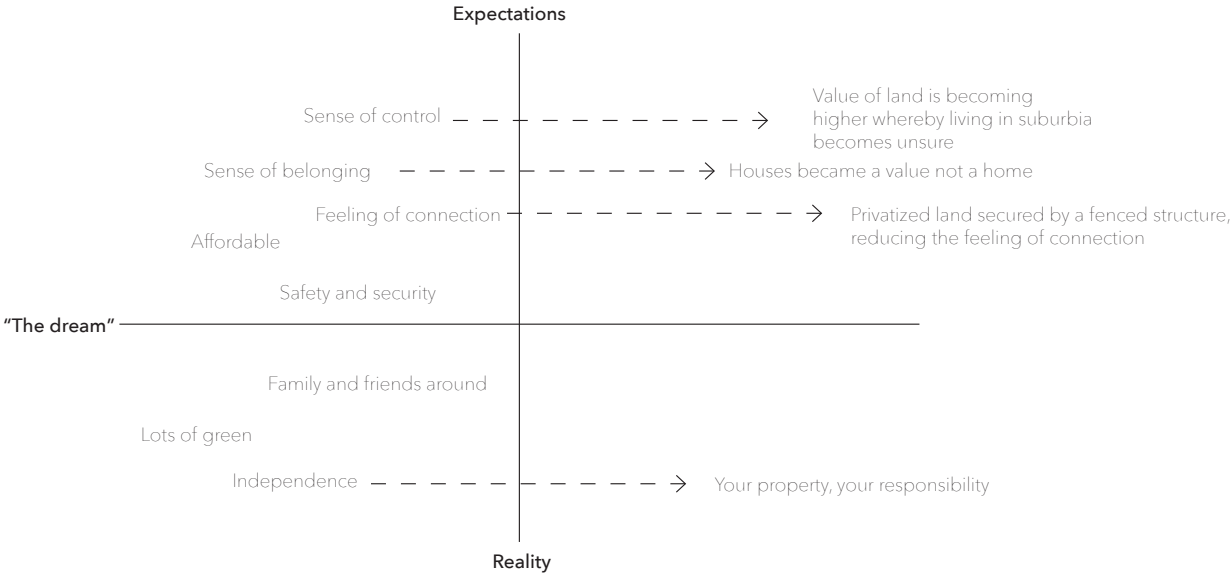 Expectations
Value of land is becoming
higher whereby living in suburbia
becomes unsure
Sense of control
Sense of belonging
Houses became a value not a home
Feeling of connection
Privatized land secured by a fenced structure,
reducing the feeling of connection
Affordable
Safety and security
"The dream"
Family and friends around
Lots of green
Independence
Your property, your responsibility
Reality